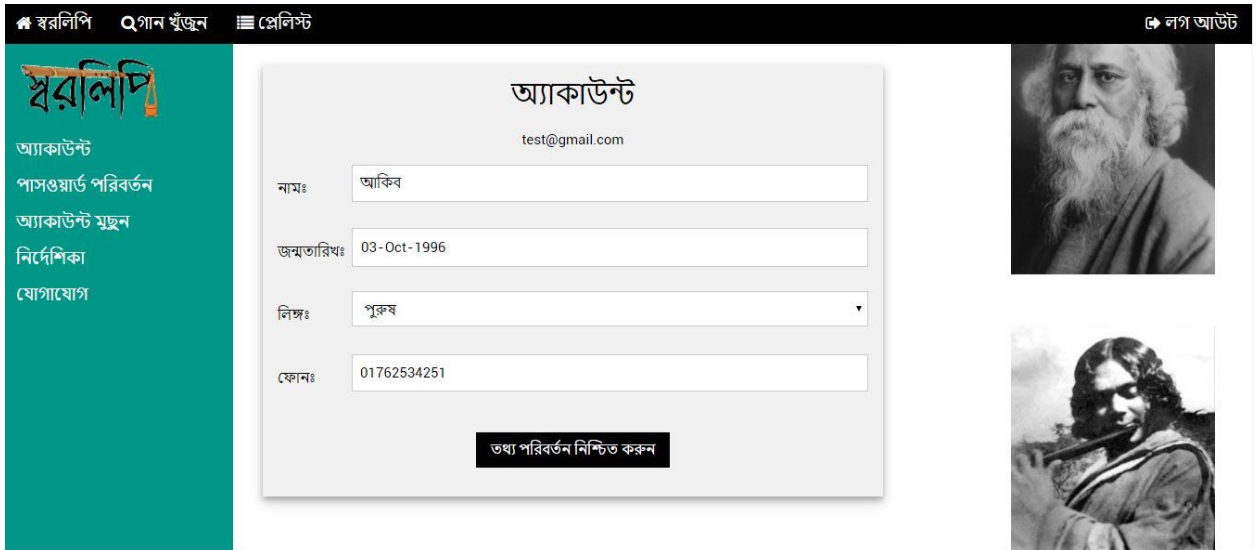 স্বরলিপি গান খুঁজুন প্লেলিস্ট লগ আউট
স্বরলিপি
অ্যাকাউন্ট
পাসওয়ার্ড পরিবর্তন
অ্যাকাউন্ট মুছুন
নির্দেশিকা
যোগাযোগ
অ্যাকাউন্ট
test@gmail.com
নামঃ আকিব
জন্মতারিখঃ 03-Oct-1996
লিঙ্গঃ পুরুষ
ফোনঃ 01762534251
তথ্য পরিবর্তন নিশ্চিত করুন